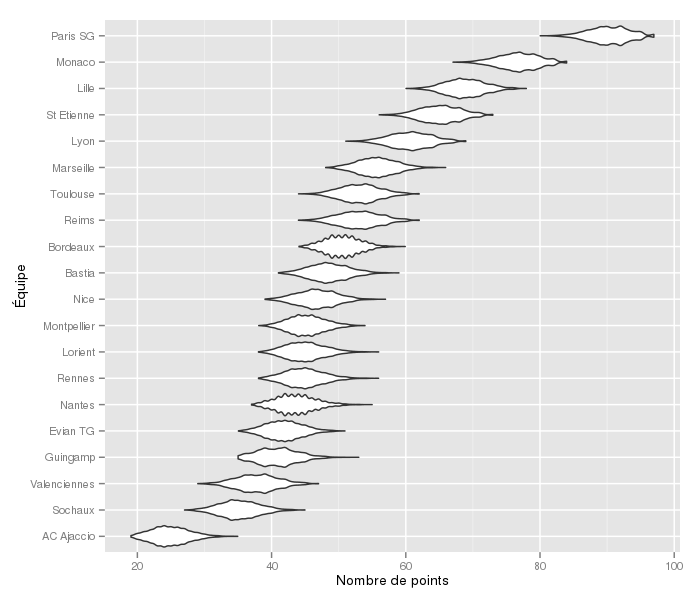 Paris SG
Monaco
Lille
St Etienne
Lyon
Marseille
Toulouse
Reims
Bordeaux
Bastia
Nice
Montpellier
Lorient
Rennes
Nantes
Evian TG
Guingamp
Valenciennes
Sochaux
AC Ajaccio
Équipe
20 40 60 80 100
Nombre de points